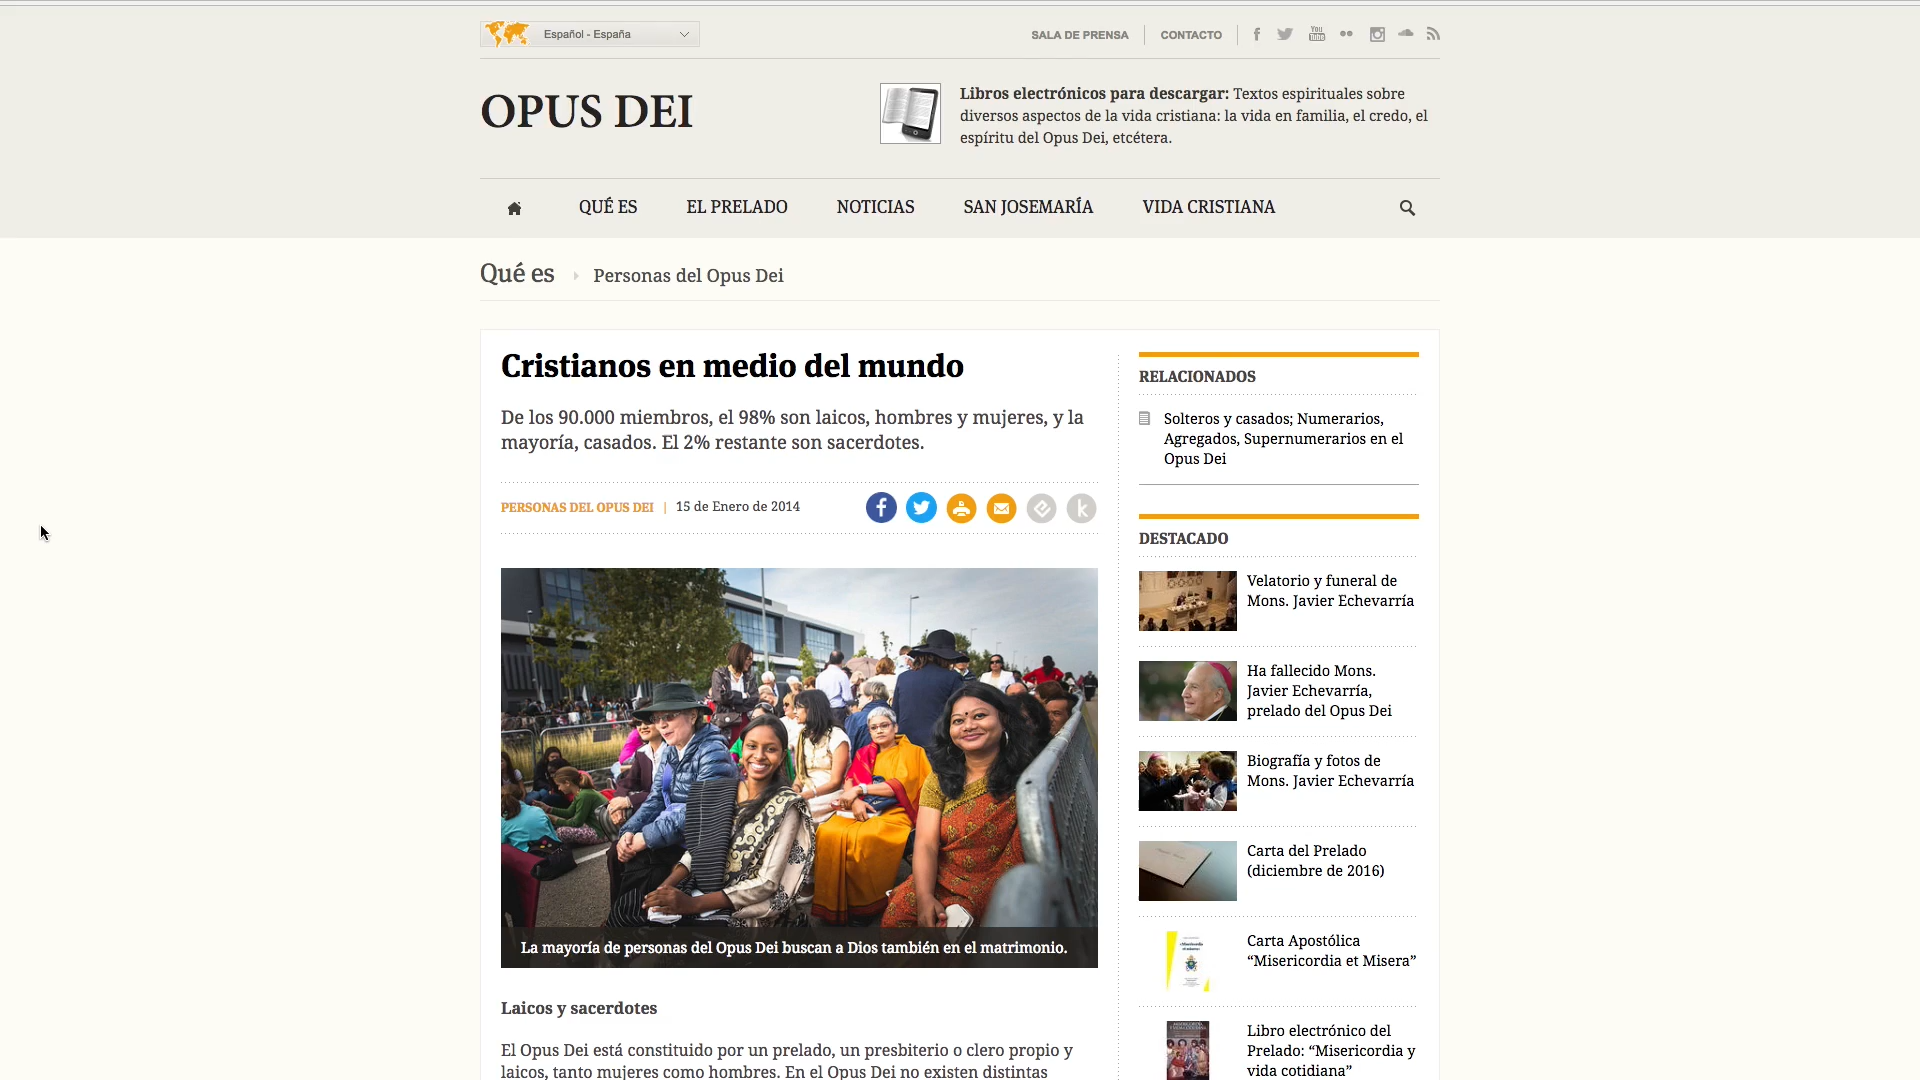 Español - España
SALA DE PRENSA
CONTACTO
OPUS DEI
Libros electrónicos para descargar: Textos espirituales sobre
diversos aspectos de la vida cristiana: la vida en familia, el credo, el
espíritu del Opus Dei, etcétera.
QUÉ ES
EL PRELADO
NOTICIAS
SAN JOSEMARÍA
VIDA CRISTIANA
Qué es
Personas del Opus Dei
Cristianos en medio del mundo
De los 90.000 miembros, el 98% son laicos, hombres y mujeres, y la
mayoría, casados. El 2% restante son sacerdotes.
PERSONAS DEL OPUS DEI | 15 de Enero de 2014
La mayoría de personas del Opus Dei buscan a Dios también en el matrimonio.
Laicos y sacerdotes
El Opus Dei está constituido por un prelado, un presbiterio o clero propio y
laicos, tanto mujeres como hombres. En el Opus Dei no existen distintas
RELACIONADOS
Solteros y casados; Numerarios,
Agregados, Supernumerarios en el
Opus Dei
DESTACADO
Velatorio y funeral de
Mons. Javier Echevarría
Ha fallecido Mons.
Javier Echevarría,
prelado del Opus Dei
Biografía y fotos de
Mons. Javier Echevarría
Carta del Prelado
(diciembre de 2016)
Carta Apostólica
“Misericordia et Misera”
Libro electrónico del
Prelado: “Misericordia y
vida cotidiana”